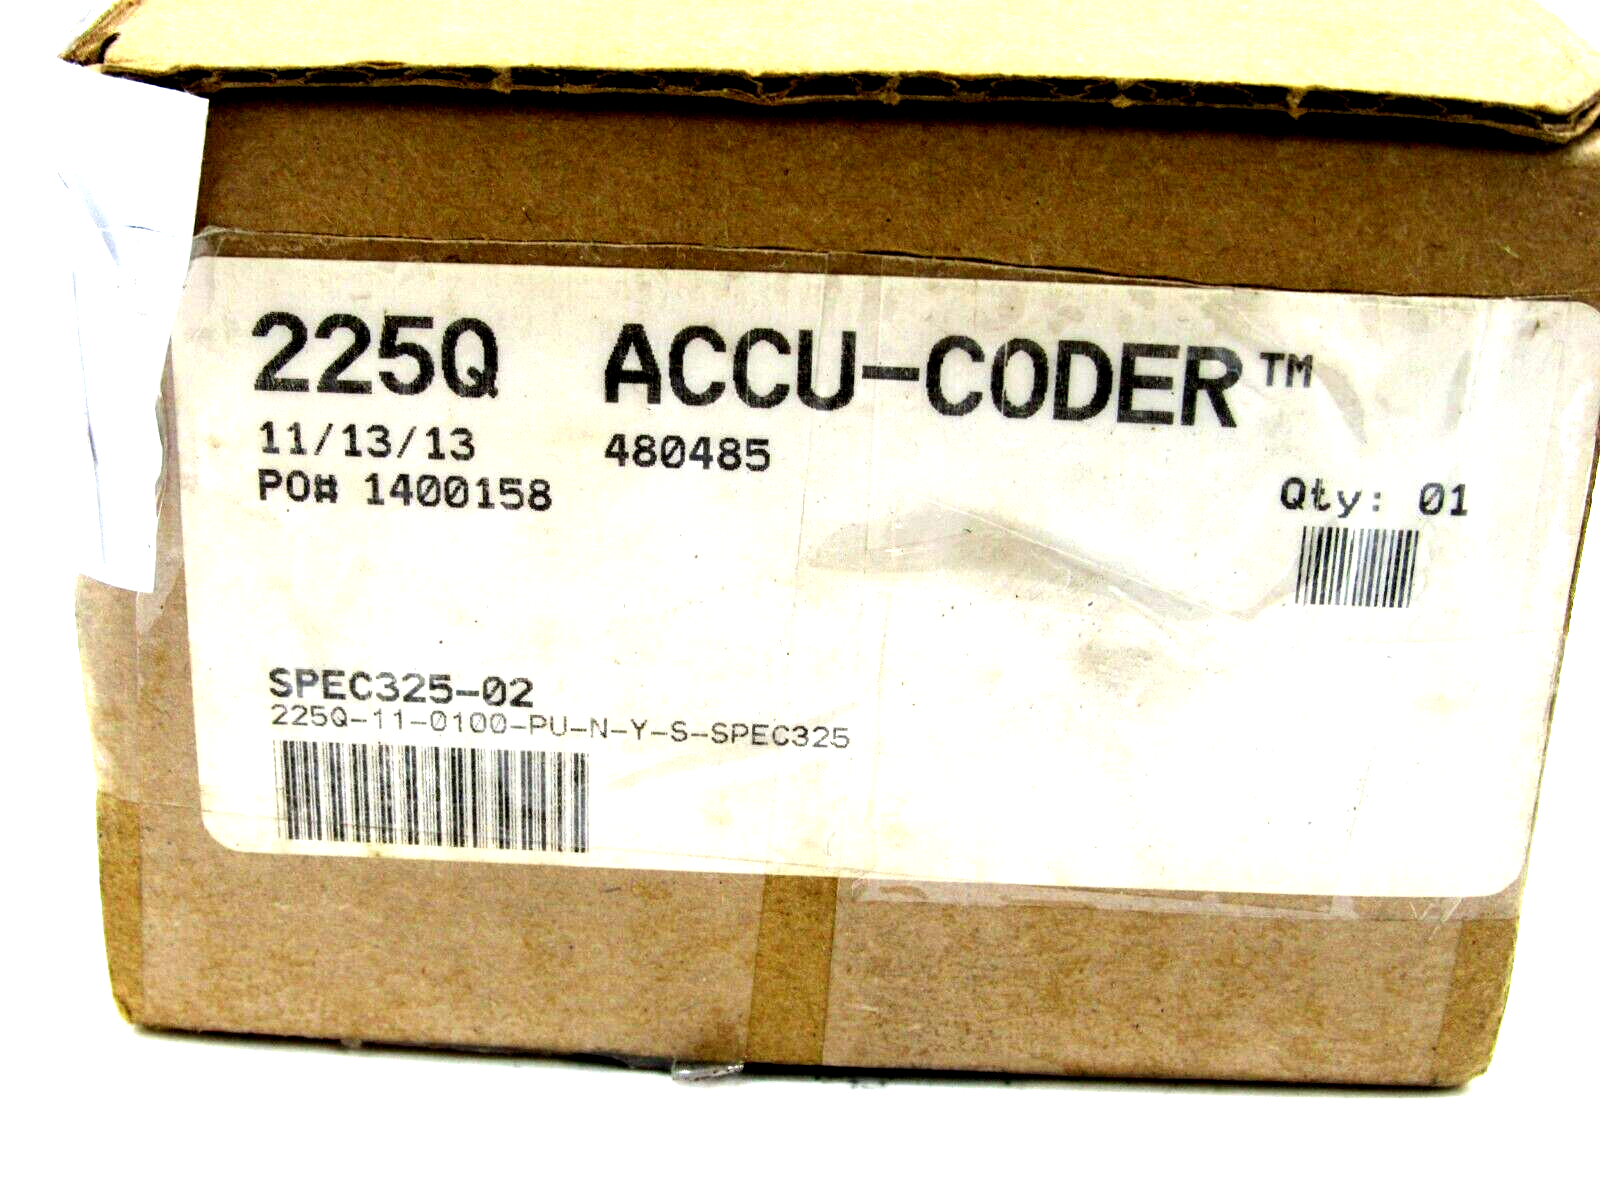 225Q ACCU-CODER™
11/13/13 480485
PO# 1400158
Qty: 01
SPEC325-02
225Q-11-0100-PU-N-Y-S-SPEC325